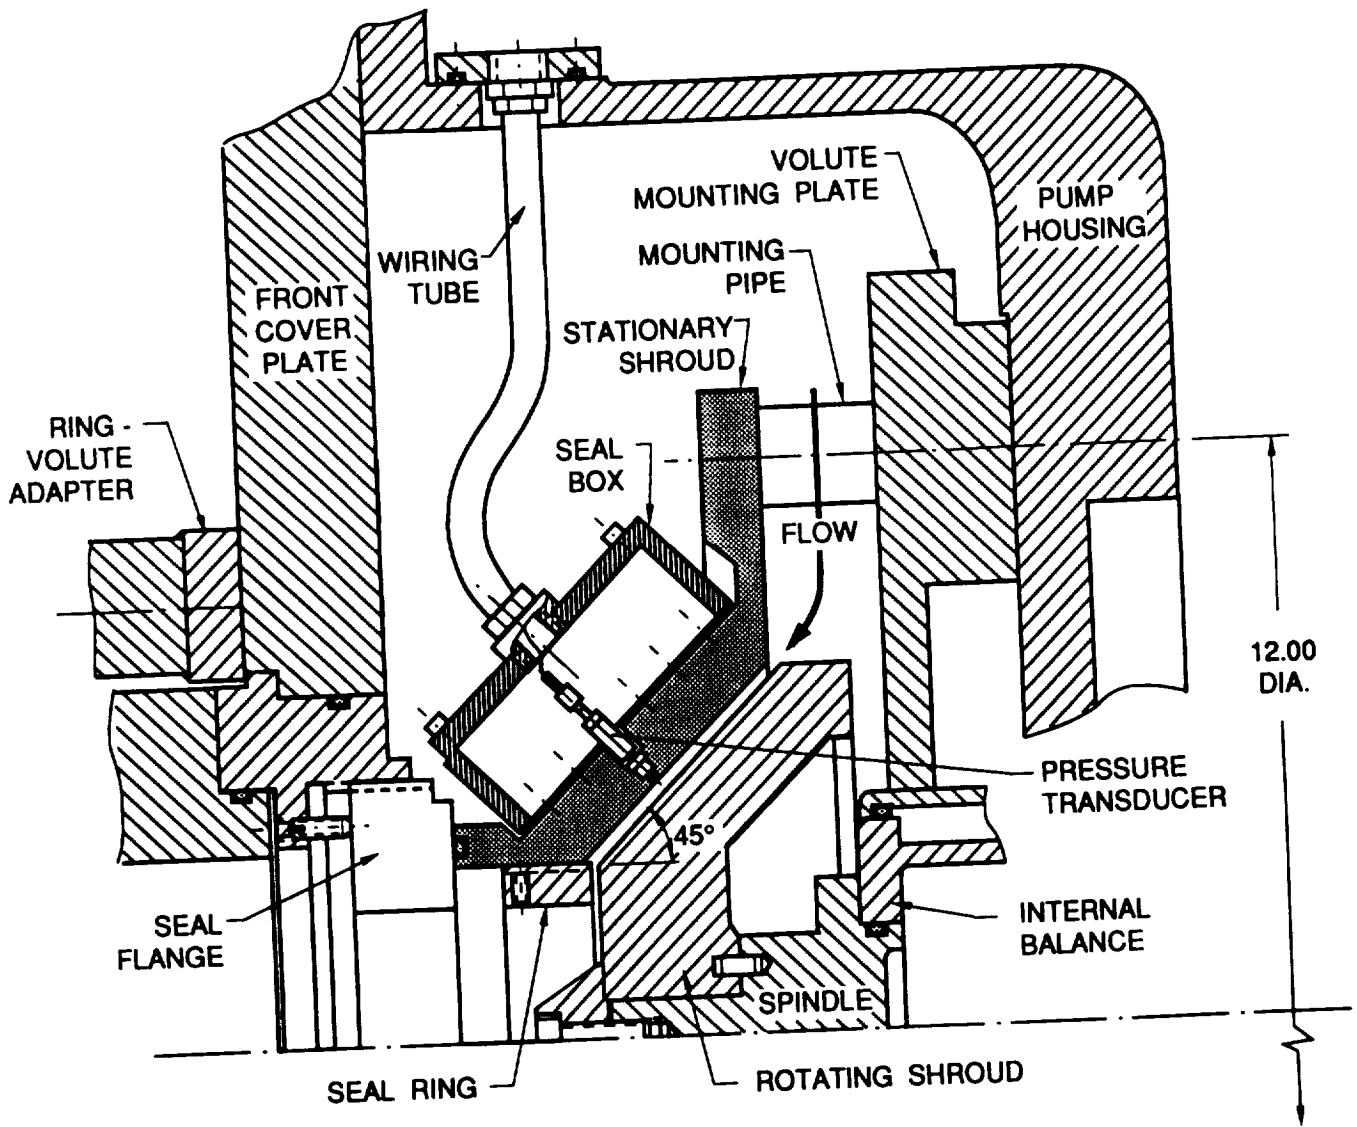 VOLUTE
MOUNTING PLATE
PUMP
HOUSING
WIRING
TUBE
MOUNTING
PIPE
FRONT
COVER
PLATE
STATIONARY
SHROUD
RING -
VOLUTE
ADAPTER
SEAL
BOX
FLOW
12.00
DIA.
PRESSURE
TRANSDUCER
45°
SEAL
FLANGE
INTERNAL
BALANCE
SPINDLE
SEAL RING
ROTATING SHROUD